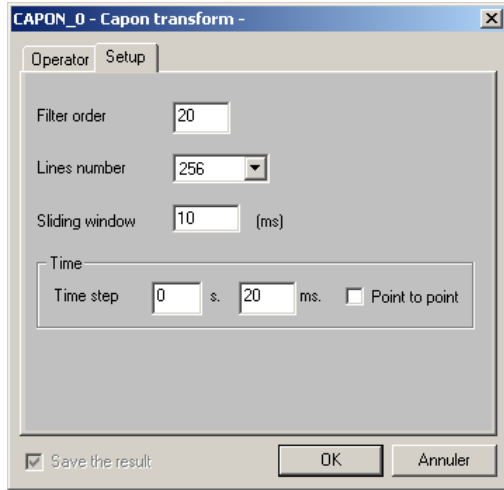 CAPON_0 - Capon transform -
Operator Setup
Filter order 20
Lines number 256
Sliding window 10 (ms)
Time
Time step 0 s. 20 ms. Point to point
Save the result OK Annuler